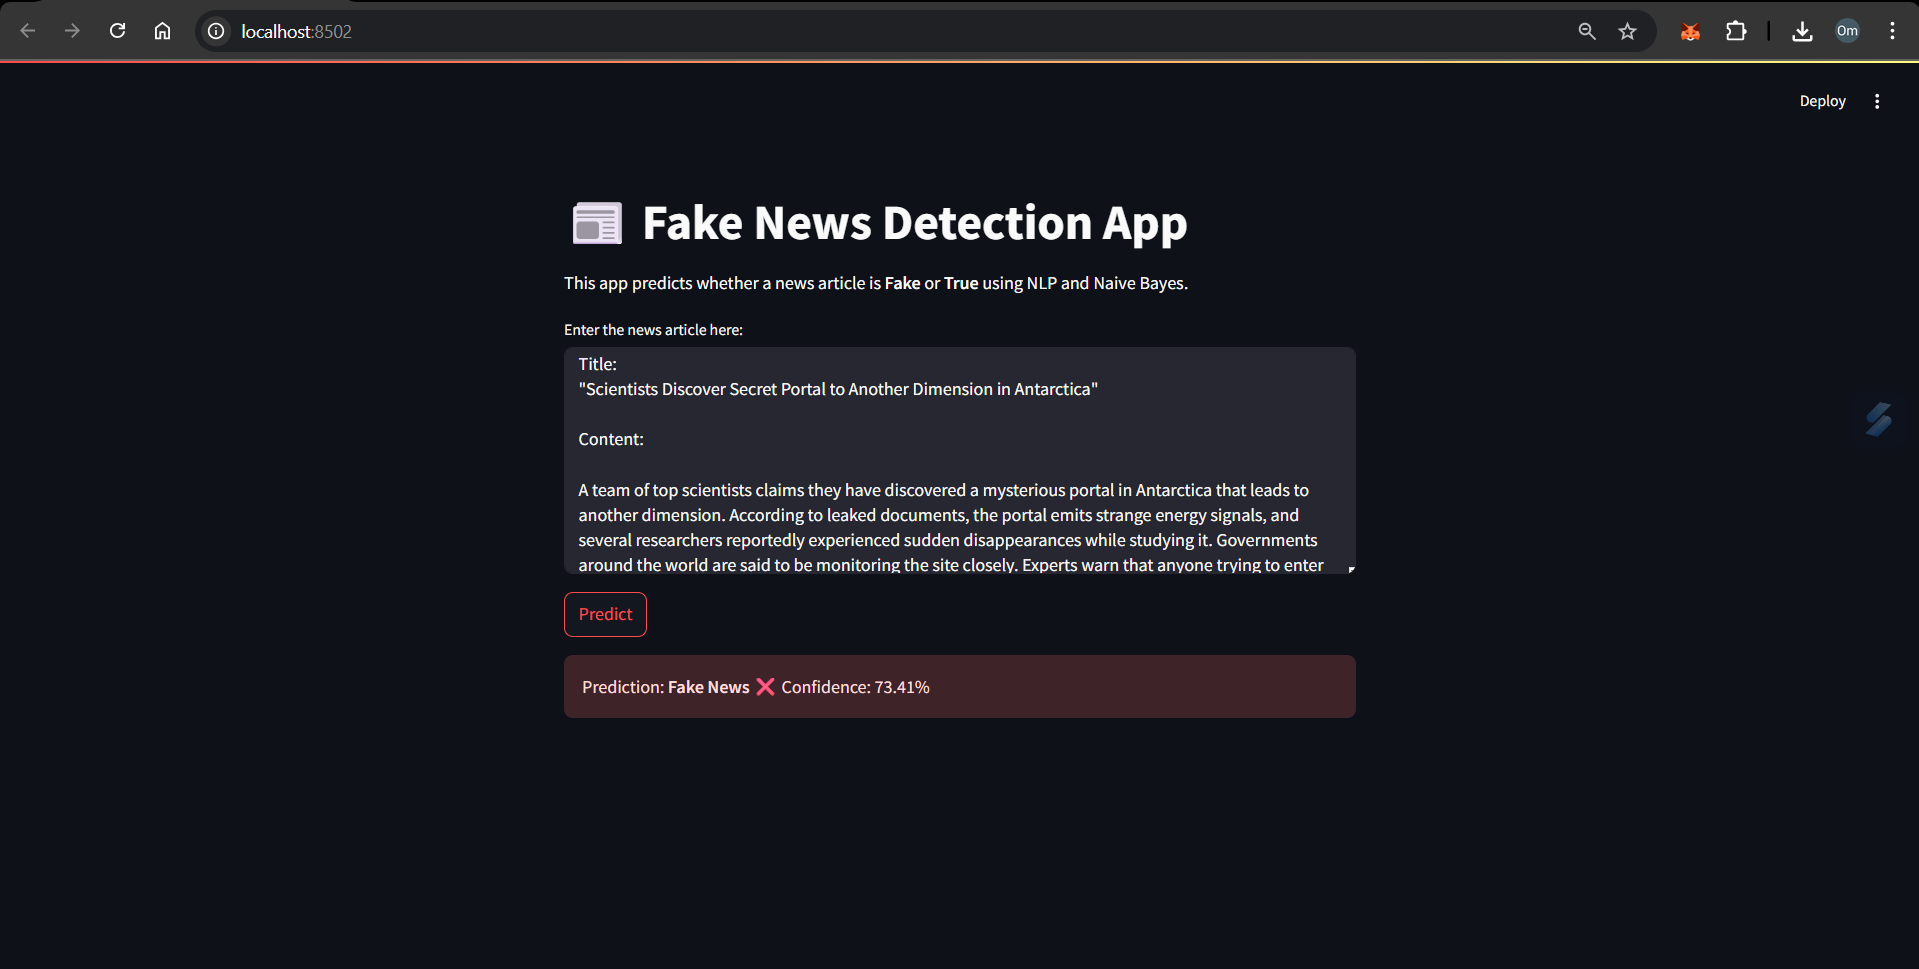 localhost:8502
Om
Deploy
Fake News Detection App
This app predicts whether a news article is Fake or True using NLP and Naive Bayes.
Enter the news article here:
Title:
"Scientists Discover Secret Portal to Another Dimension in Antarctica"
Content:
A team of top scientists claims they have discovered a mysterious portal in Antarctica that leads to
another dimension. According to leaked documents, the portal emits strange energy signals, and
several researchers reportedly experienced sudden disappearances while studying it. Governments
around the world are said to be monitoring the site closely. Experts warn that anyone trying to enter
Predict
Prediction: Fake News ❌ Confidence: 73.41%